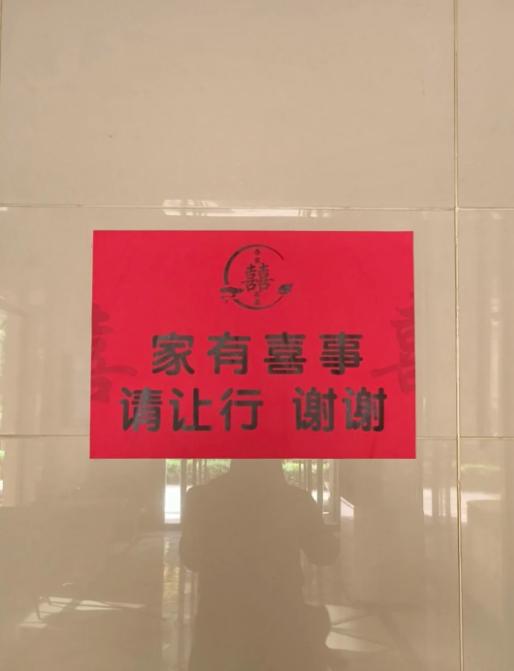 囍
家有喜事
请让行 谢谢